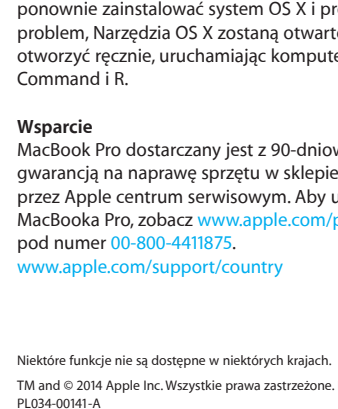 ponownie zainstalować system OS X i pr
problem, Narzędzia OS X zostaną otwart
otworzyć ręcznie, uruchamiając kompute
Command i R.
Wsparcie
MacBook Pro dostarczany jest z 90-dniow
gwarancją na naprawę sprzętu w sklepie
przez Apple centrum serwisowym. Aby u
MacBooka Pro, zobacz www.apple.com/p
pod numer 00-800-4411875.
www.apple.com/support/country
Niektóre funkcje nie są dostępne w niektórych krajach.
TM and © 2014 Apple Inc. Wszystkie prawa zastrzeżone.
PL034-00141-A